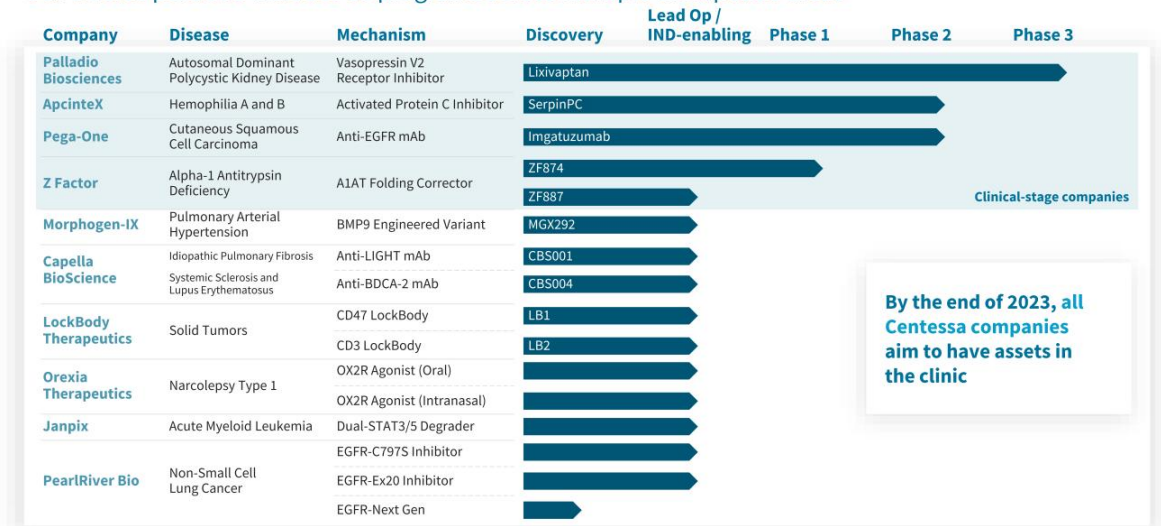 Lead Op /
Company Disease Mechanism Discovery IND-enabling Phase 1 Phase 2 Phase 3
Palladio
Biosciences
Autosomal Dominant
Polycystic Kidney Disease
Vasopressin V2
Receptor Inhibitor
Lixivaptan
ApcinteX Hemophilia A and B Activated Protein C Inhibitor SerpinPC
Pega-One
Cutaneous Squamous
Cell Carcinoma
Anti-EGFR mAb
Imgatuzumab
Z Factor
Alpha-1 Antitrypsin
Deficiency
A1AT Folding Corrector
ZF874
ZF887
Clinical-stage companies
Morphogen-IX
Pulmonary Arterial
Hypertension
BMP9 Engineered Variant
MGX292
Capella
BioScience
Idiopathic Pulmonary Fibrosis Anti-LIGHT mAb CBS001
Systemic Sclerosis and
Lupus Erythematosus
Anti-BDCA-2 mAb
CBS004
LockBody
Therapeutics
Solid Tumors
CD47 LockBody LB1
CD3 LockBody LB2
Orexia
Therapeutics
Narcolepsy Type 1
OX2R Agonist (Oral)
OX2R Agonist (Intranasal)
Janpix Acute Myeloid Leukemia Dual-STAT3/5 Degrader
PearlRiver Bio
Non-Small Cell
Lung Cancer
EGFR-C797S Inhibitor
EGFR-Ex20 Inhibitor
EGFR-Next Gen
By the end of 2023, all
Centessa companies
aim to have assets in
the clinic